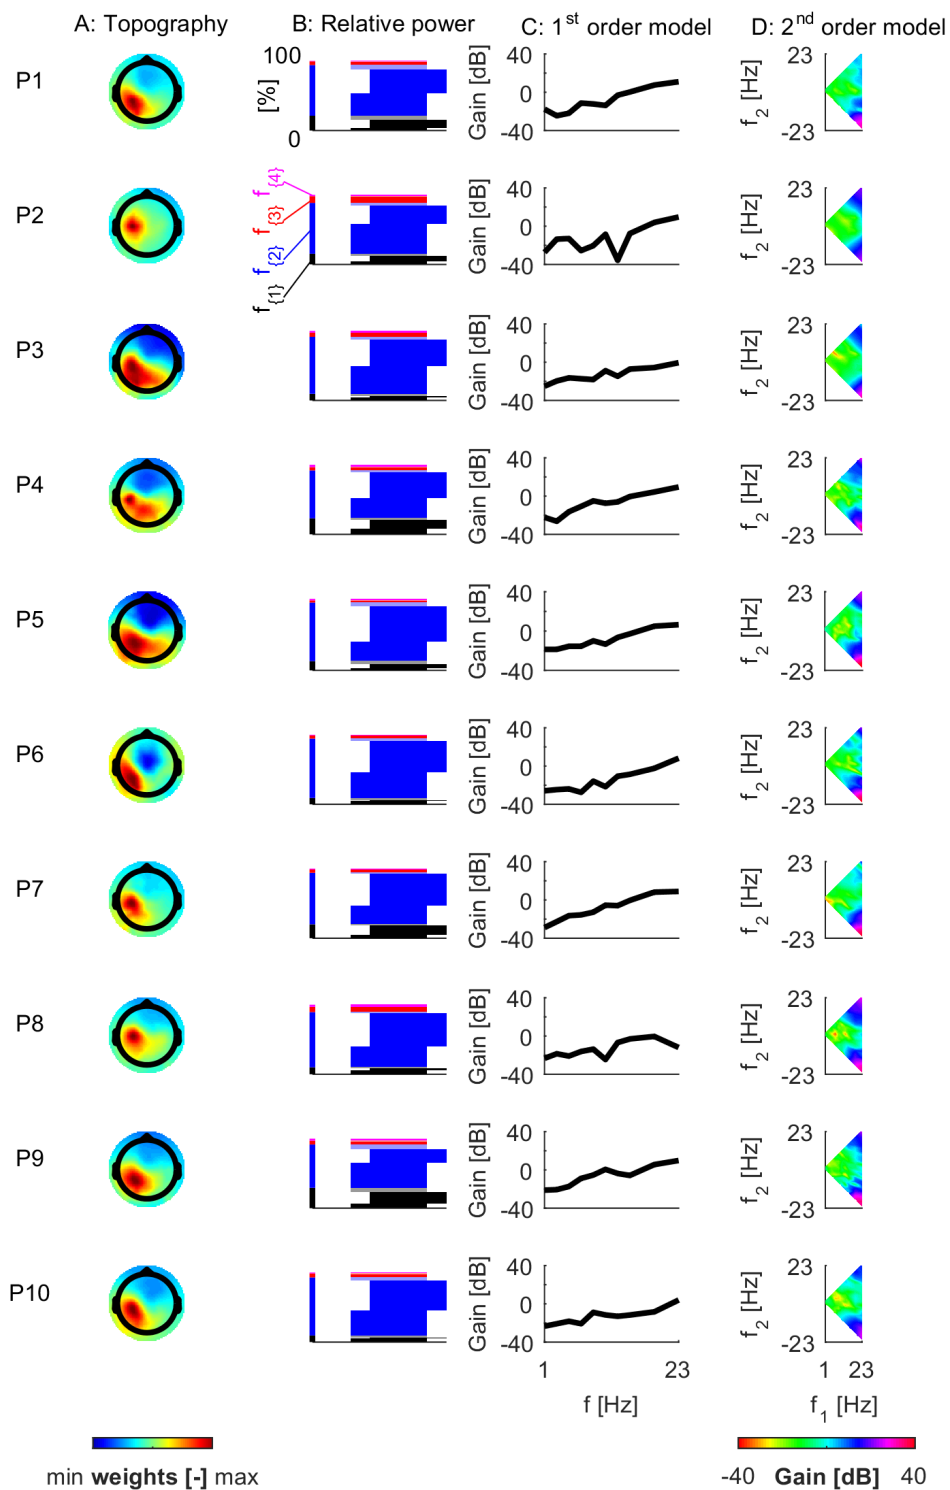 A: Topography
B: Relative power
C: 1st order model
D: 2nd order model
P1
100
[%]
0
Gain [dB]
40
0
-40
f2 [Hz]
23
-23
P2
f{4}
f{3}
f{2}
f{1}
Gain [dB]
40
0
-40
f2 [Hz]
23
-23
P3
Gain [dB]
40
0
-40
f2 [Hz]
23
-23
P4
Gain [dB]
40
0
-40
f2 [Hz]
23
-23
P5
Gain [dB]
40
0
-40
f2 [Hz]
23
-23
P6
Gain [dB]
40
0
-40
f2 [Hz]
23
-23
P7
Gain [dB]
40
0
-40
f2 [Hz]
23
-23
P8
Gain [dB]
40
0
-40
f2 [Hz]
23
-23
P9
Gain [dB]
40
0
-40
f2 [Hz]
23
-23
P10
Gain [dB]
40
0
-40
f2 [Hz]
23
-23
1 23
f [Hz]
1 23
f1 [Hz]
min weights [-] max
-40 Gain [dB] 40